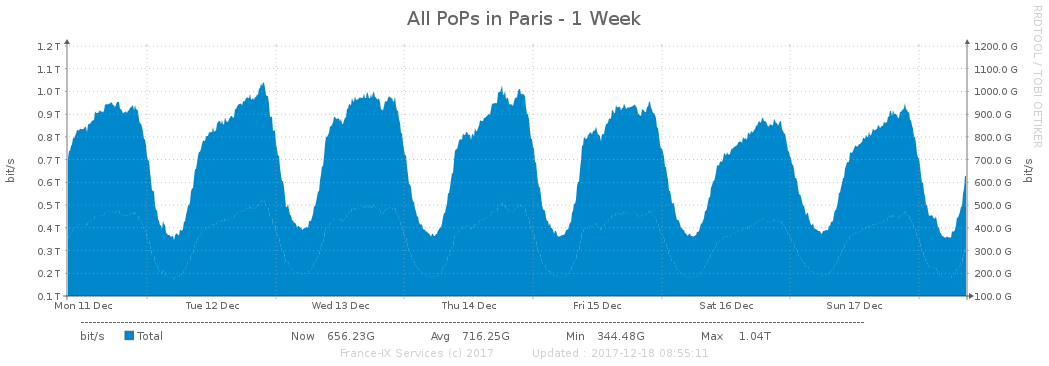 All PoPs in Paris - 1 Week
RRDTOOL / TOBI OETIKER
bit/s
1.2 T
1.1 T
1.0 T
0.9 T
0.8 T
0.7 T
0.6 T
0.5 T
0.4 T
0.3 T
0.2 T
0.1 T
1200.0 G
1100.0 G
1000.0 G
900.0 G
800.0 G
700.0 G
600.0 G
500.0 G
400.0 G
300.0 G
200.0 G
100.0 G
bit/s
Mon 11 Dec Tue 12 Dec Wed 13 Dec Thu 14 Dec Fri 15 Dec Sat 16 Dec Sun 17 Dec
bit/s Total Now 656.23G Avg 716.25G Min 344.48G Max 1.04T
France-IX Services (c) 2017 Updated : 2017-12-18 08:55:11